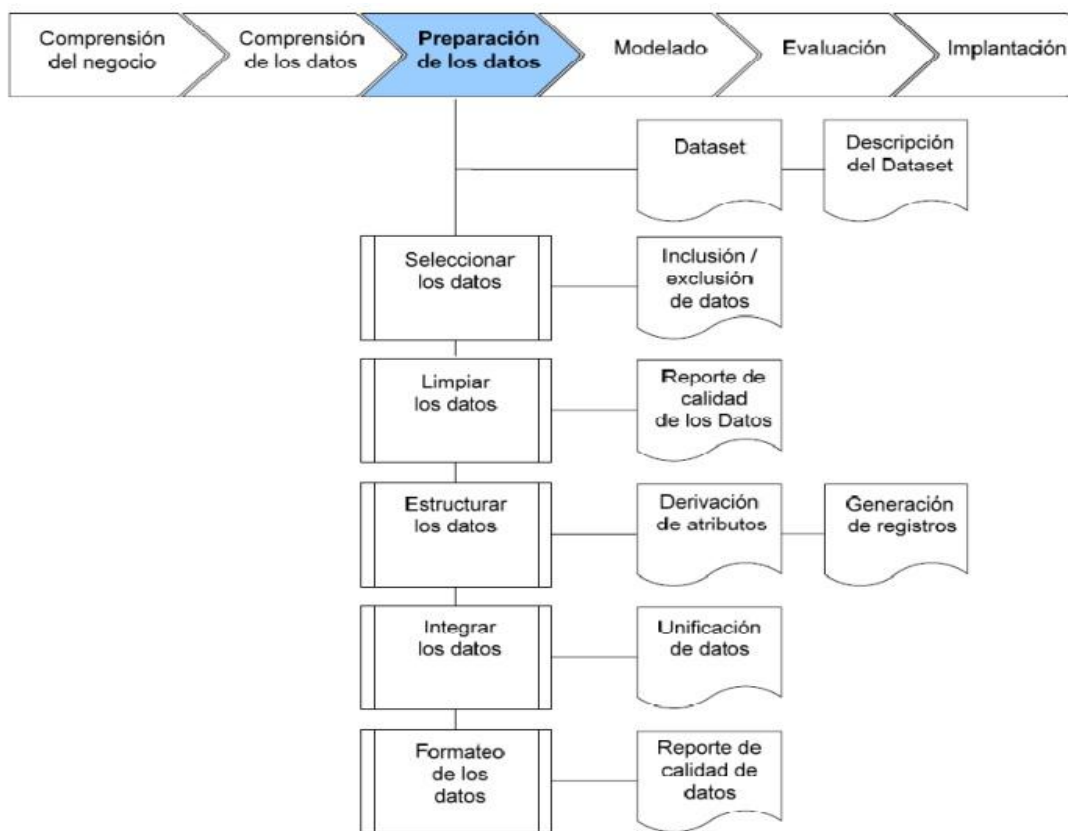 Comprensión
del negocio
Comprensión
de los datos
Preparación
de los datos
Modelado
Evaluación
Implantación
Dataset
Descripción
del Dataset
Seleccionar
los datos
Inclusión /
exclusión
de datos
Limpiar
los datos
Reporte de
calidad
de los Datos
Estructurar
los datos
Derivación
de atributos
Generación
de registros
Integrar
los datos
Unificación
de datos
Formateo
de los
datos
Reporte de
calidad de
datos